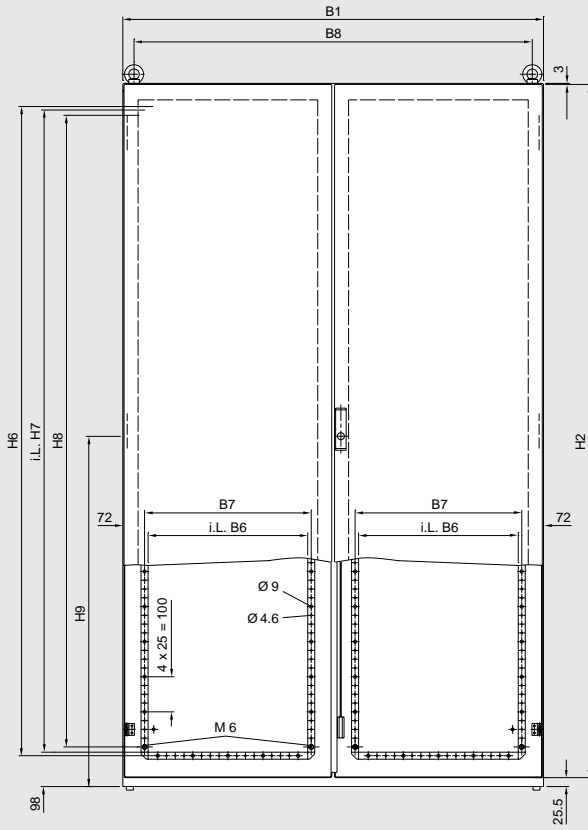 B1
B8
3
H6
i.L. H7
H8
H2
B7
B7
72
72
i.L. B6
i.L. B6
H9
Ø 9
Ø 4.6
4 x 25 = 100
M 6
98
25.5